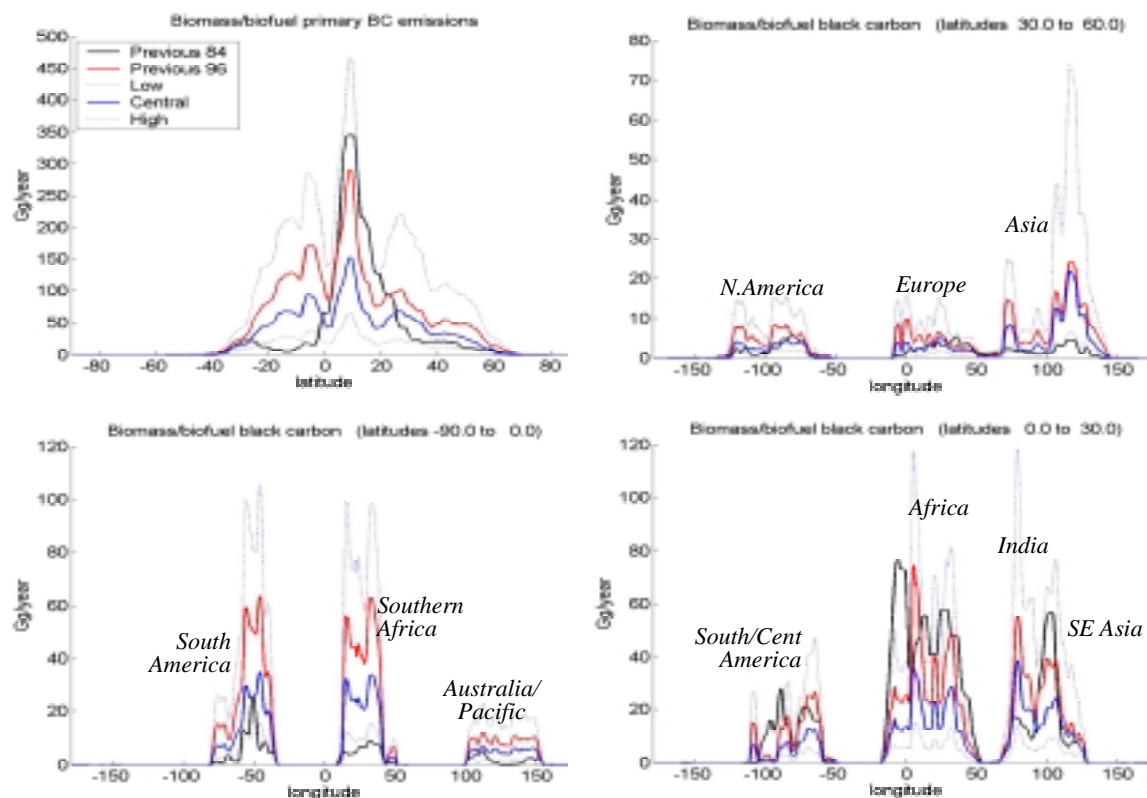 Biomass/biofuel primary BC emissions
500
450
400
350
300
250
200
150
100
50
0
Gg/year
Previous 84
Previous 96
Low
Central
High
-80 -60 -40 -20 0 20 40 60 80
latitude
Biomass/biofuel black carbon (latitudes 30.0 to 60.0)
80
70
60
50
40
30
20
10
0
Gg/year
N.America
Europe
Asia
-150 -100 -50 0 50 100 150
longitude
Biomass/biofuel black carbon (latitudes -90.0 to 0.0)
120
100
80
60
40
20
0
Gg/year
South
America
Southern
Africa
Australia/
Pacific
-150 -100 -50 0 50 100 150
longitude
Biomass/biofuel black carbon (latitudes 0.0 to 30.0)
120
100
80
60
40
20
0
Gg/year
South/Cent
America
Africa
India
SE Asia
-150 -100 -50 0 50 100 150
longitude